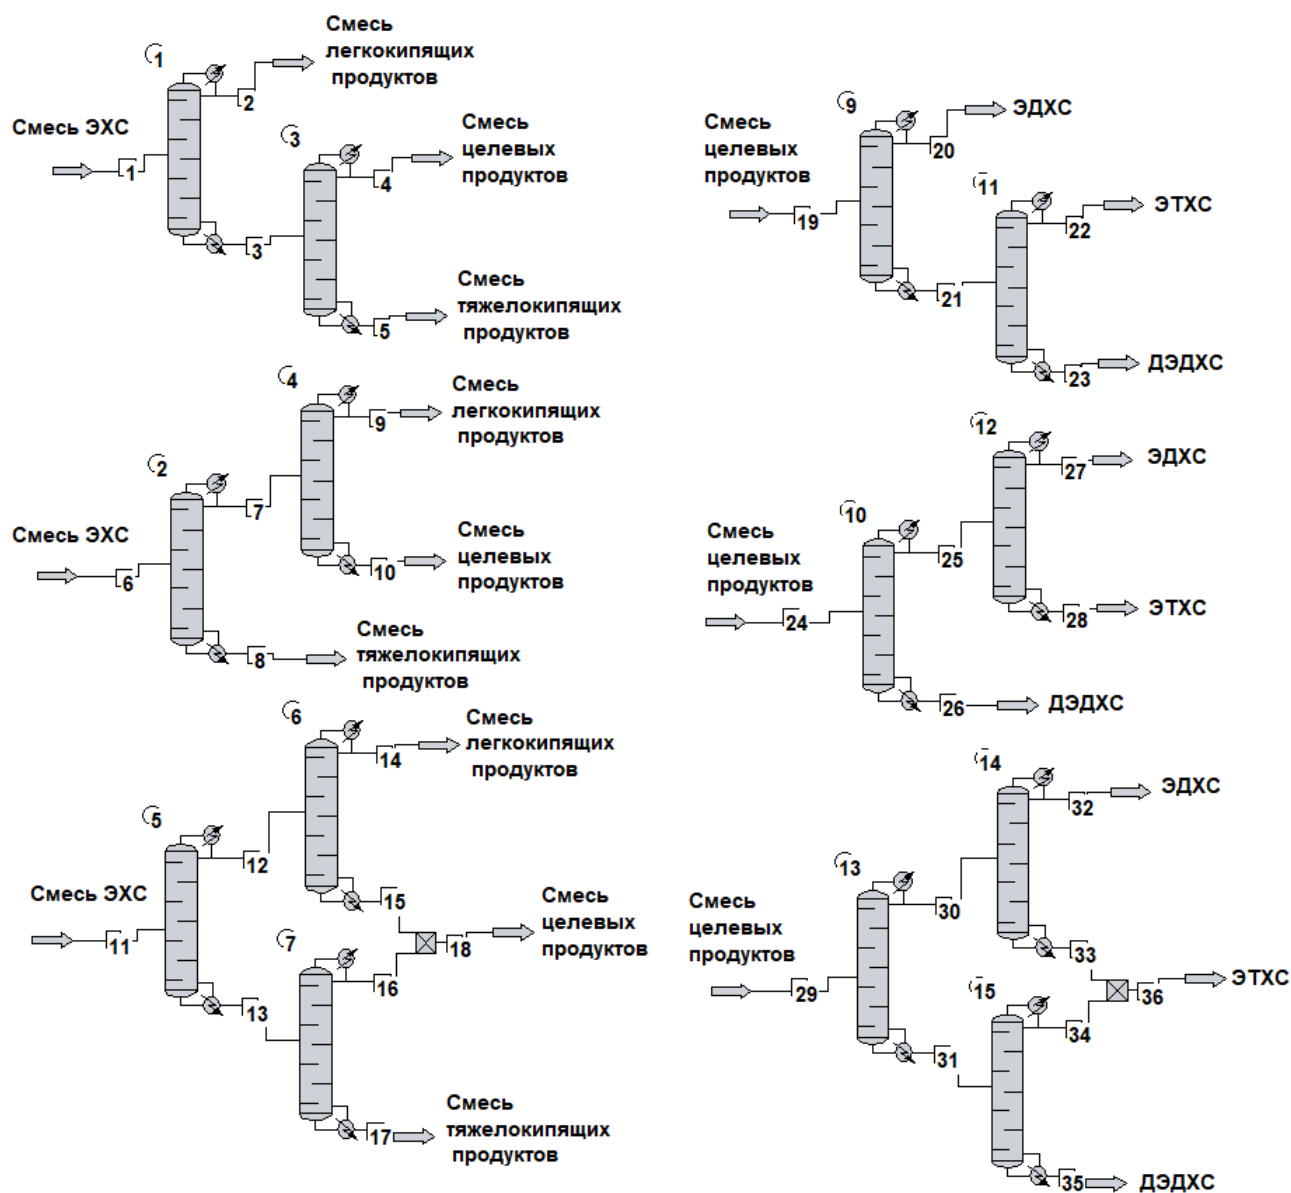 Смесь
легкокипящих
продуктов
1
2
Смесь ЭХС
1
3
Смесь
целевых
продуктов
4
3
Смесь
тяжелокипящих
продуктов
5
4
Смесь
легкокипящих
продуктов
9
2
7
Смесь ЭХС
6
Смесь
целевых
продуктов
10
Смесь
тяжелокипящих
продуктов
8
6
Смесь
легкокипящих
продуктов
14
5
12
Смесь ЭХС
11
15
Смесь
целевых
продуктов
18
7
16
13
Смесь
тяжелокипящих
продуктов
17
9
ЭДХС
20
Смесь
целевых
продуктов
19
11
ЭТХС
22
21
ДЭДХС
23
12
ЭДХС
27
10
25
Смесь
целевых
продуктов
24
ЭТХС
28
ДЭДХС
26
14
ЭДХС
32
13
30
Смесь
целевых
продуктов
29
33
ЭТХС
36
15
34
31
ДЭДХС
35